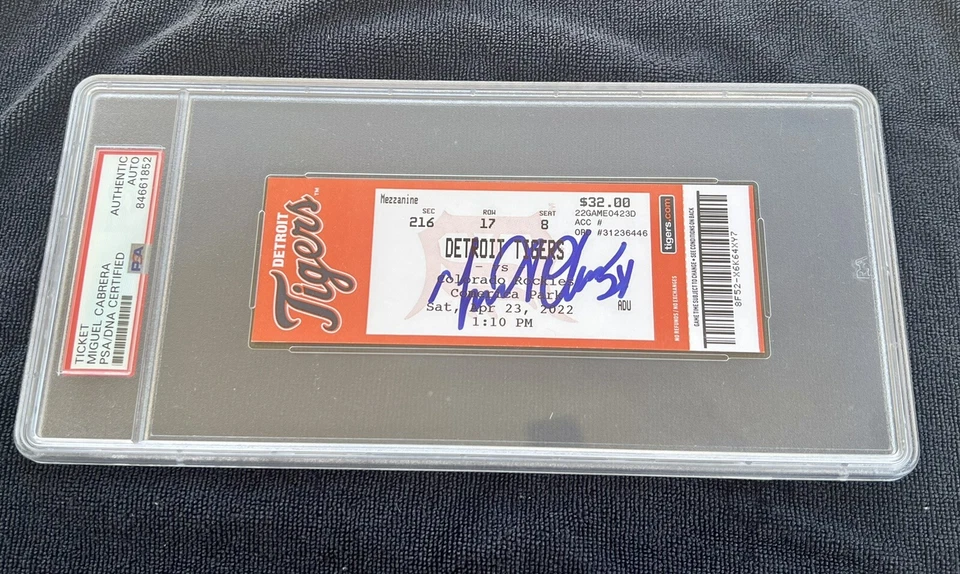 TICKET
MIGUEL CABRERA
PSA/DNA CERTIFIED
AUTHENTIC
AUTO
84661852
PSA
DETROIT
Tigers™
Mezzanine
$32.00
SEC ROW SEAT
216 17 8
22GAME0423D
ACC #
ORD #31236446
DETROIT TIGERS
Colorado Rockies
Comerica Park
Sat, Apr 23, 2022
1:10 PM
ADU
tigers.com
NO REFUNDS / NO EXCHANGES
GAME TIME SUBJECT TO CHANGE • SEE CONDITIONS ON BACK
8F52-X6K64XY7